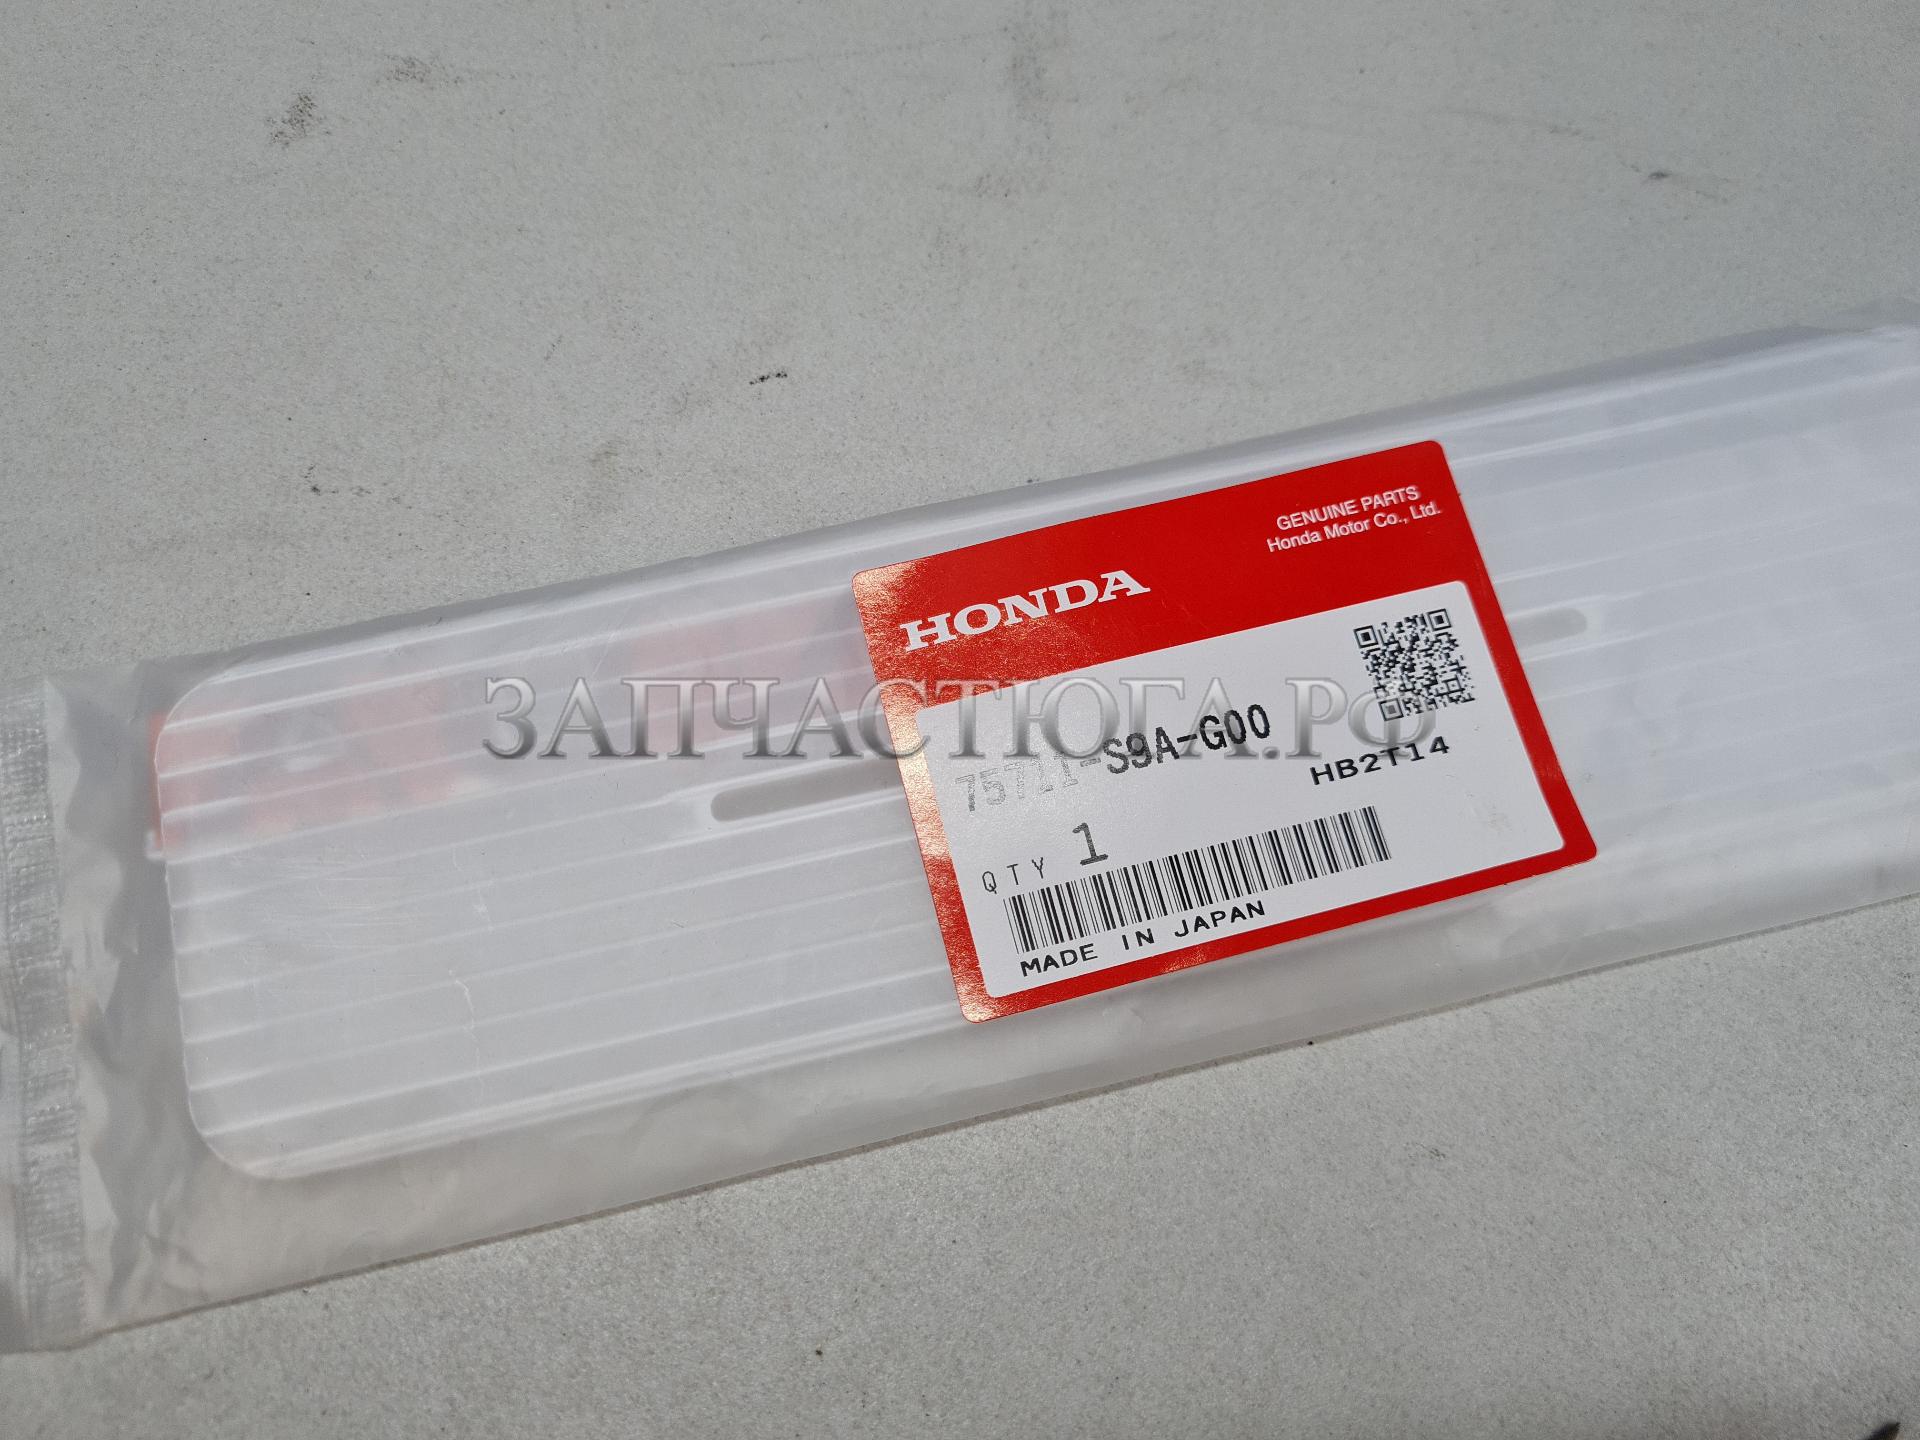 GENUINE PARTS
Honda Motor Co., Ltd.
HONDA
ЗАПЧАСТЮГА.РФ
75711-S9A-G00
HB2T14
QTY 1
MADE IN JAPAN